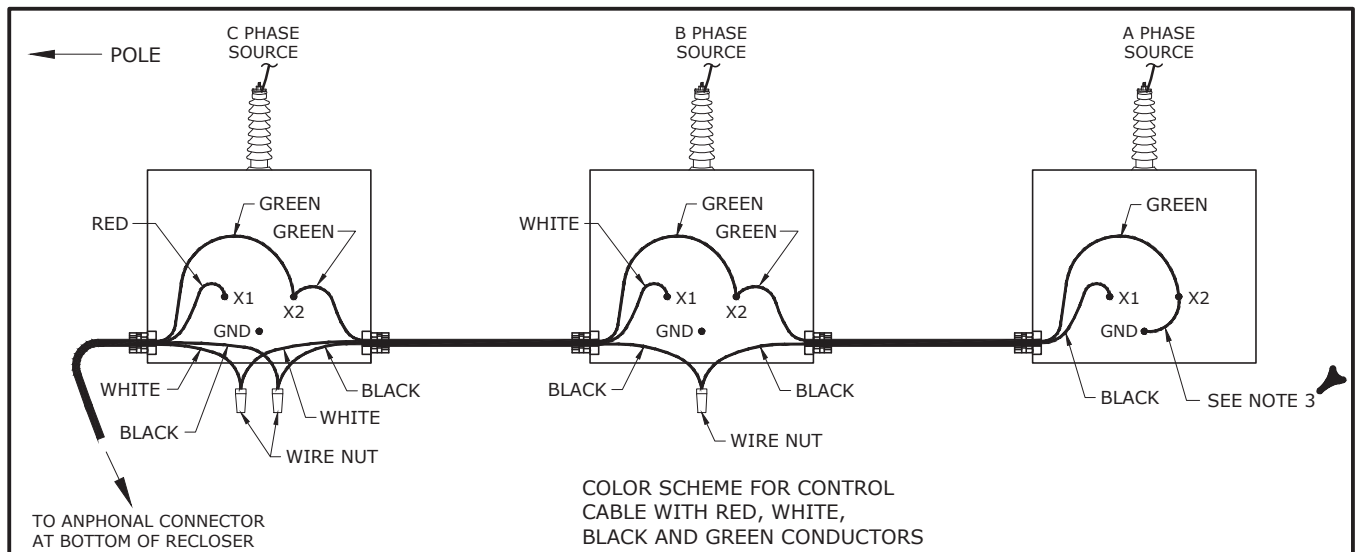 POLE
C PHASE
SOURCE
B PHASE
SOURCE
A PHASE
SOURCE
RED
GREEN
GREEN
X1
X2
GND
WHITE
BLACK
WHITE
BLACK
WIRE NUT
WHITE
GREEN
GREEN
X1
X2
GND
BLACK
BLACK
WIRE NUT
GREEN
X1
X2
GND
BLACK
SEE NOTE 3
TO ANPHONAL CONNECTOR
AT BOTTOM OF RECLOSER
COLOR SCHEME FOR CONTROL
CABLE WITH RED, WHITE,
BLACK AND GREEN CONDUCTORS